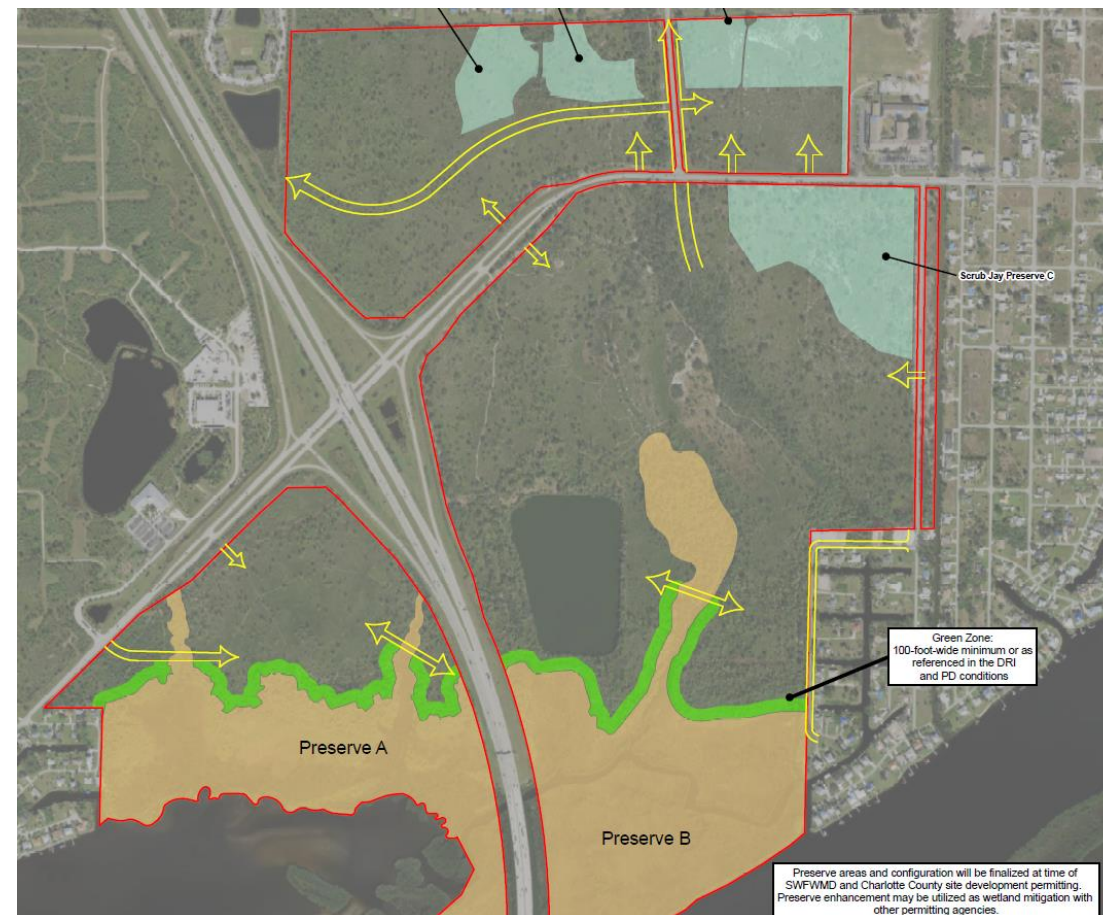 Scrub Jay Preserve C
Green Zone:
100-foot-wide minimum or as
referenced in the DRI
and PD conditions
Preserve A
Preserve B
Preserve areas and configuration will be finalized at time of
SWFWMD and Charlotte County site development permitting.
Preserve enhancement may be utilized as wetland mitigation with
other permitting agencies.